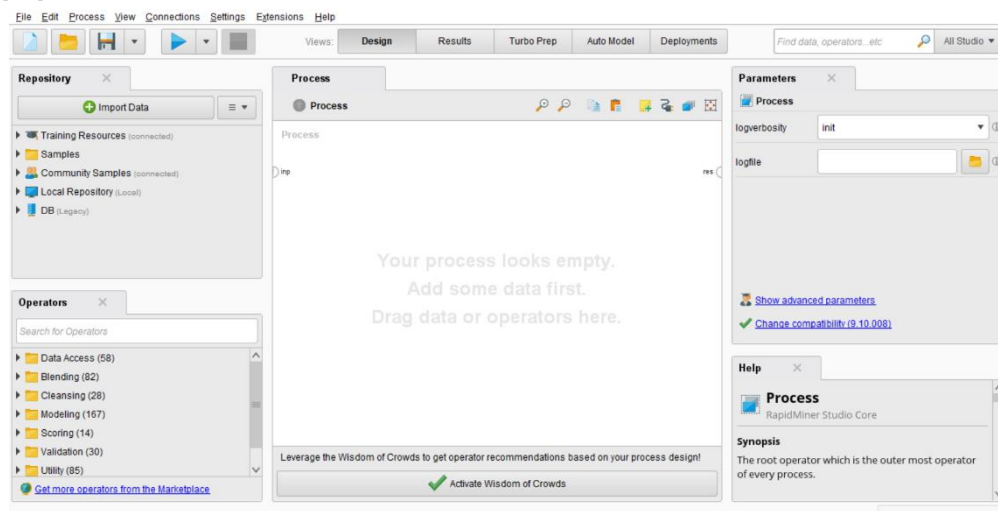 File Edit Process View Connections Settings Extensions Help
Views: Design Results Turbo Prep Auto Model Deployments
Find data, operators...etc
All Studio
Repository
Import Data
Training Resources (connected)
Samples
Community Samples (connected)
Local Repository (Local)
DB (Legacy)
Operators
Search for Operators
Data Access (58)
Blending (82)
Cleansing (28)
Modeling (167)
Scoring (14)
Validation (30)
Utility (85)
Get more operators from the Marketplace
Process
Process
Process
inp
res
Your process looks empty.
Add some data first.
Drag data or operators here.
Leverage the Wisdom of Crowds to get operator recommendations based on your process design!
Activate Wisdom of Crowds
Parameters
Process
logverbosity
init
logfile
Show advanced parameters
Change compatibility (9.10.008)
Help
Process
RapidMiner Studio Core
Synopsis
The root operator which is the outer most operator
of every process.